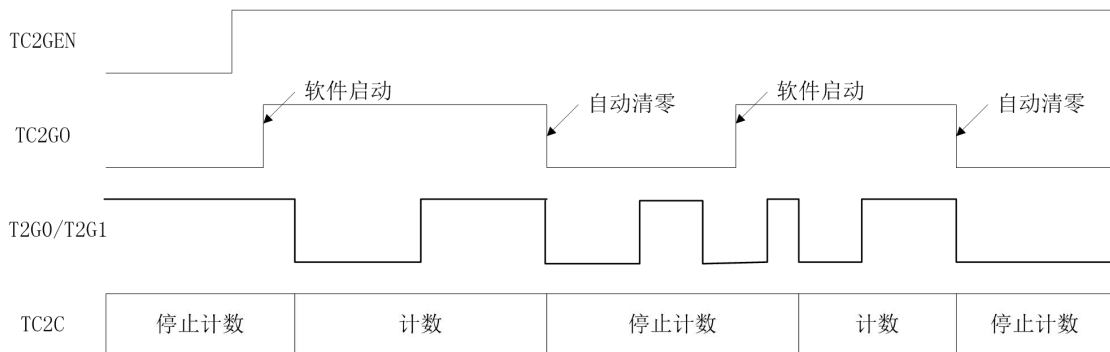 TC2GEN
软件启动
软件启动
自动清零
自动清零
TC2GO
T2G0/T2G1
TC2C
停止计数
计数
停止计数
计数
停止计数